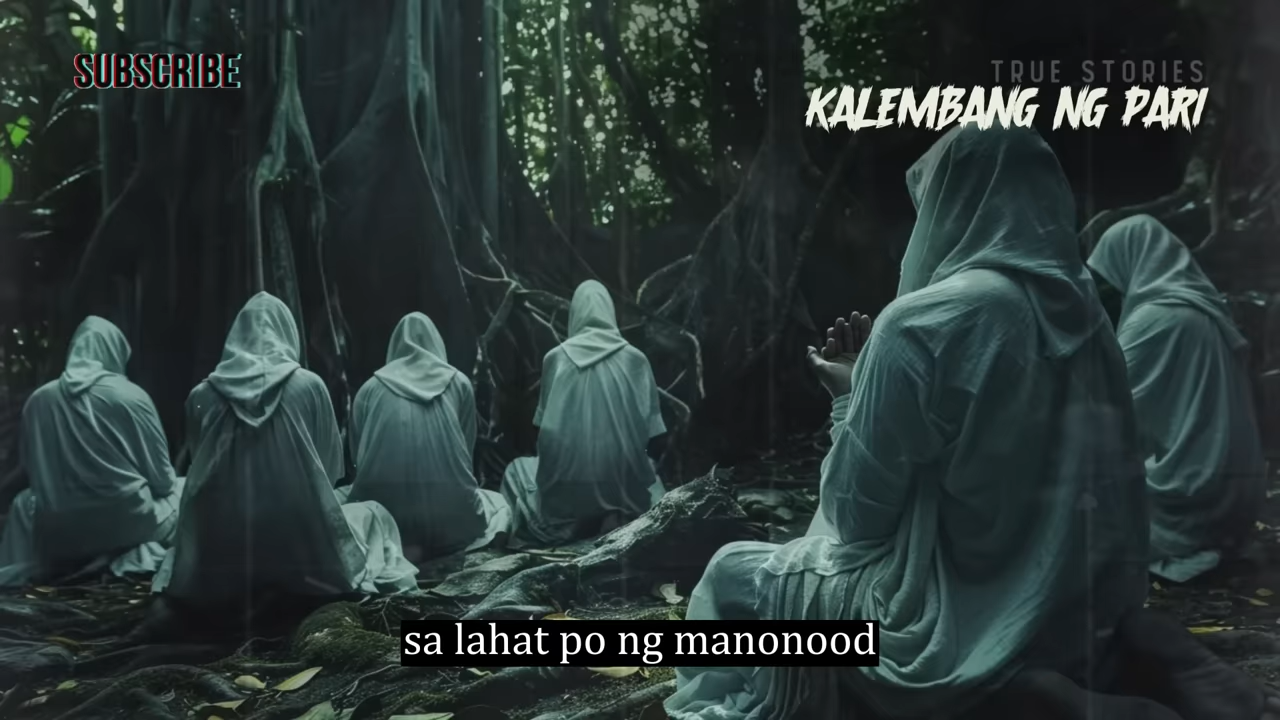 SUBSCRIBE
TRUE STORIES
KALEMBANG NG PARI
sa lahat po ng manonood